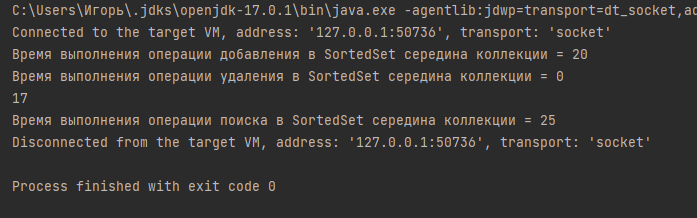 C:\Users\Игорь\.jdks\openjdk-17.0.1\bin\java.exe -agentlib:jdwp=transport=dt_socket,ad
Connected to the target VM, address: '127.0.0.1:50736', transport: 'socket'
Время выполнения операции добавления в SortedSet середина коллекции = 20
Время выполнения операции удаления в SortedSet середина коллекции = 0
17
Время выполнения операции поиска в SortedSet середина коллекции = 25
Disconnected from the target VM, address: '127.0.0.1:50736', transport: 'socket'
Process finished with exit code 0